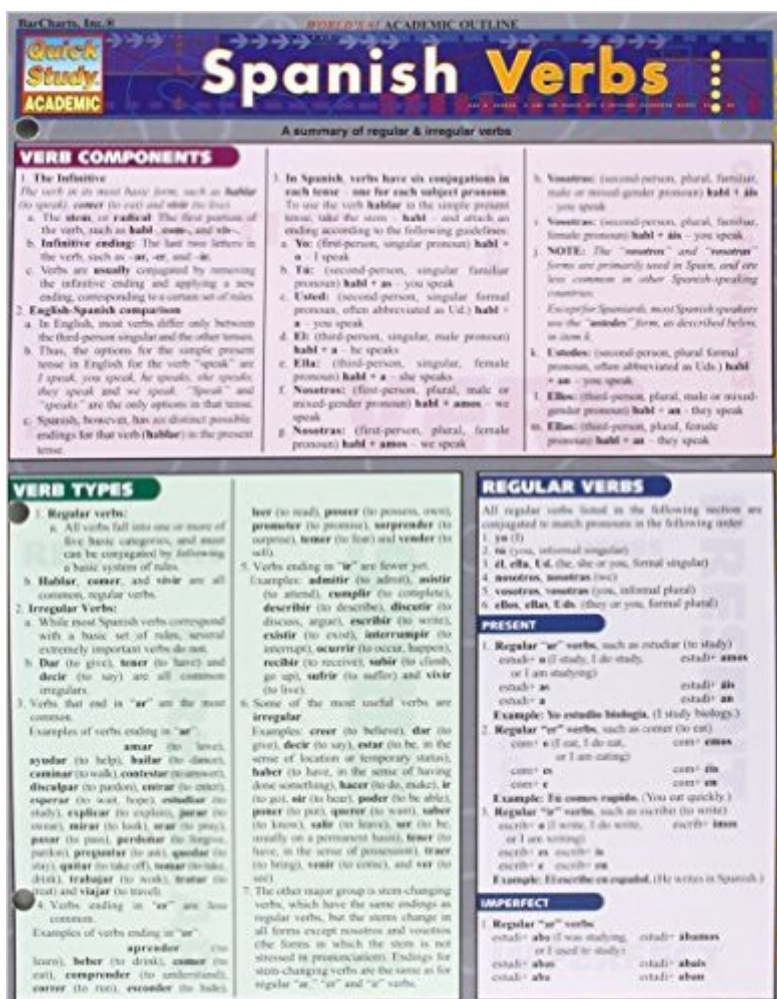 BarCharts, Inc.®
WORLD'S #1 ACADEMIC OUTLINE
Quick
Study
ACADEMIC
Spanish Verbs
A summary of regular & irregular verbs
VERB COMPONENTS
1. The Infinitive
The verb in its most basic form, such as hablar
(to speak), comer (to eat) and vivir (to live)
a. The stem, or radical: The first portion of
the verb, such as habl-, com-, and viv-.
b. Infinitive ending: The last two letters in
the verb, such as -ar, -er, and -ir.
c. Verbs are usually conjugated by removing
the infinitive ending and applying a new
ending, corresponding to a certain set of rules.
2. English-Spanish comparison
a. In English, most verbs differ only between
the third-person singular and the other tenses.
b. Thus, the options for the simple present
tense in English for the verb "speak" are
I speak, you speak, he speaks, she speaks,
they speak and we speak. "Speak" and
"speaks" are the only options in that tense.
c. Spanish, however, has six distinct possible
endings for that verb (hablar) in the present
tense.
3. In Spanish, verbs have six conjugations in
each tense – one for each subject pronoun.
To use the verb hablar in the simple present
tense, take the stem - habl - and attach an
ending according to the following guidelines:
a. Yo: (first-person, singular pronoun) habl +
o - I speak
b. Tú: (second-person, singular familiar
pronoun) habl + as - you speak
c. Usted: (second-person, singular formal
pronoun, often abbreviated as Ud.) habl +
a - you speak
d. El: (third-person, singular, male pronoun)
habl + a - he speaks
e. Ella: (third-person, singular, female
pronoun) habl + a - she speaks
f. Nosotros: (first-person, plural, male or
mixed-gender pronoun) habl + amos - we
speak
g. Nosotras: (first-person, plural, female
pronoun) habl + amos - we speak
h. Vosotros: (second-person, plural, familiar,
male or mixed-gender pronoun) habl + áis
- you speak
i. Vosotras: (second-person, plural, familiar,
female pronoun) habl + áis - you speak
j. NOTE: The "vosotros" and "vosotras"
forms are primarily used in Spain, and are
less common in other Spanish-speaking
countries.
Except for Spaniards, most Spanish speakers
use the "ustedes" form, as described below,
in item k.
k. Ustedes: (second-person, plural formal
pronoun, often abbreviated as Uds.) habl
+ an - you speak
l. Ellos: (third-person, plural, male or mixed-
gender pronoun) habl + an - they speak
m. Ellas: (third-person, plural, female
pronoun) habl + an - they speak
VERB TYPES
1. Regular verbs:
a. All verbs fall into one or more of
five basic categories, and most
can be conjugated by following
a basic system of rules.
b. Hablar, comer, and vivir are all
common, regular verbs.
2. Irregular Verbs:
a. While most Spanish verbs correspond
with a basic set of rules, several
extremely important verbs do not.
b. Dar (to give), tener (to have) and
decir (to say) are all common
irregulars.
3. Verbs that end in "ar" are the most
common.
Examples of verbs ending in "ar":
amar (to love),
ayudar (to help), bailar (to dance),
caminar (to walk), contestar (to answer),
disculpar (to pardon), entrar (to enter),
esperar (to wait, hope), estudiar (to
study), explicar (to explain), jurar (to
swear), mirar (to look), orar (to pray),
pasar (to pass), perdonar (to forgive,
pardon), preguntar (to ask), quedar (to
stay), quitar (to take off), tomar (to take,
drink), trabajar (to work), tratar (to
treat) and viajar (to travel).
4. Verbs ending in "er" are less
common.
Examples of verbs ending in "er":
aprender (to
learn), beber (to drink), comer (to
eat), comprender (to understand),
correr (to run), esconder (to hide),
leer (to read), poseer (to possess, own),
prometer (to promise), sorprender (to
surprise), temer (to fear) and vender (to
sell).
5. Verbs ending in "ir" are fewer yet.
Examples: admitir (to admit), asistir
(to attend), cumplir (to complete),
describir (to describe), discutir (to
discuss, argue), escribir (to write),
existir (to exist), interrumpir (to
interrupt), ocurrir (to occur, happen),
recibir (to receive), subir (to climb,
go up), sufrir (to suffer) and vivir
(to live).
6. Some of the most useful verbs are
irregular
Examples: creer (to believe), dar (to
give), decir (to say), estar (to be, in the
sense of location or temporary status),
haber (to have, in the sense of having
done something), hacer (to do, make), ir
(to go), oír (to hear), poder (to be able),
poner (to put), querer (to want), saber
(to know), salir (to leave), ser (to be,
usually on a permanent basis), tener (to
have, in the sense of possession), traer
(to bring), venir (to come), and ver (to
see)
7. The other major group is stem-changing
verbs, which have the same endings as
regular verbs, but the stems change in
all forms except nosotros and vosotros
(the forms in which the stem is not
stressed in pronunciation). Endings for
stem-changing verbs are the same as for
regular "ar," "er" and "ir" verbs.
REGULAR VERBS
All regular verbs listed in the following section are
conjugated to match pronouns in the following order:
1. yo (I)
2. tú (you, informal singular)
3. él, ella, Ud. (he, she or you, formal singular)
4. nosotros, nosotras (we)
5. vosotros, vosotras (you, informal plural)
6. ellos, ellas, Uds. (they or you, formal plural)
PRESENT
1. Regular "ar" verbs, such as estudiar (to study)
estudi+ o (I study, I do study, estudi+ amos
or I am studying)
estudi+ as estudi+ áis
estudi+ a estudi+ an
Example: Yo estudio biología. (I study biology.)
2. Regular "er" verbs, such as comer (to eat)
com+ o (I eat, I do eat, com+ emos
or I am eating)
com+ es com+ éis
com+ e com+ en
Example: Tú comes rapido. (You eat quickly.)
3. Regular "ir" verbs, such as escribir (to write)
escrib+ o (I write, I do write, escrib+ imos
or I am writing)
escrib+ es escrib+ ís
escrib+ e escrib+ en
Example: El escribe en español. (He writes in Spanish.)
IMPERFECT
1. Regular "ar" verbs
estudi+ aba (I was studying, estudi+ ábamos
or I used to study)
estudi+ abas estudi+ abais
estudi+ aba estudi+ aban